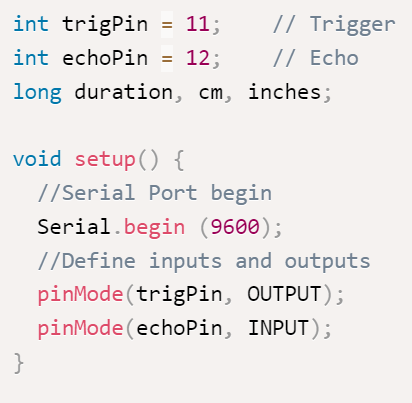 int trigPin = 11;    // Trigger
int echoPin = 12;    // Echo
long duration, cm, inches;

void setup() {
  //Serial Port begin
  Serial.begin (9600);
  //Define inputs and outputs
  pinMode(trigPin, OUTPUT);
  pinMode(echoPin, INPUT);
}